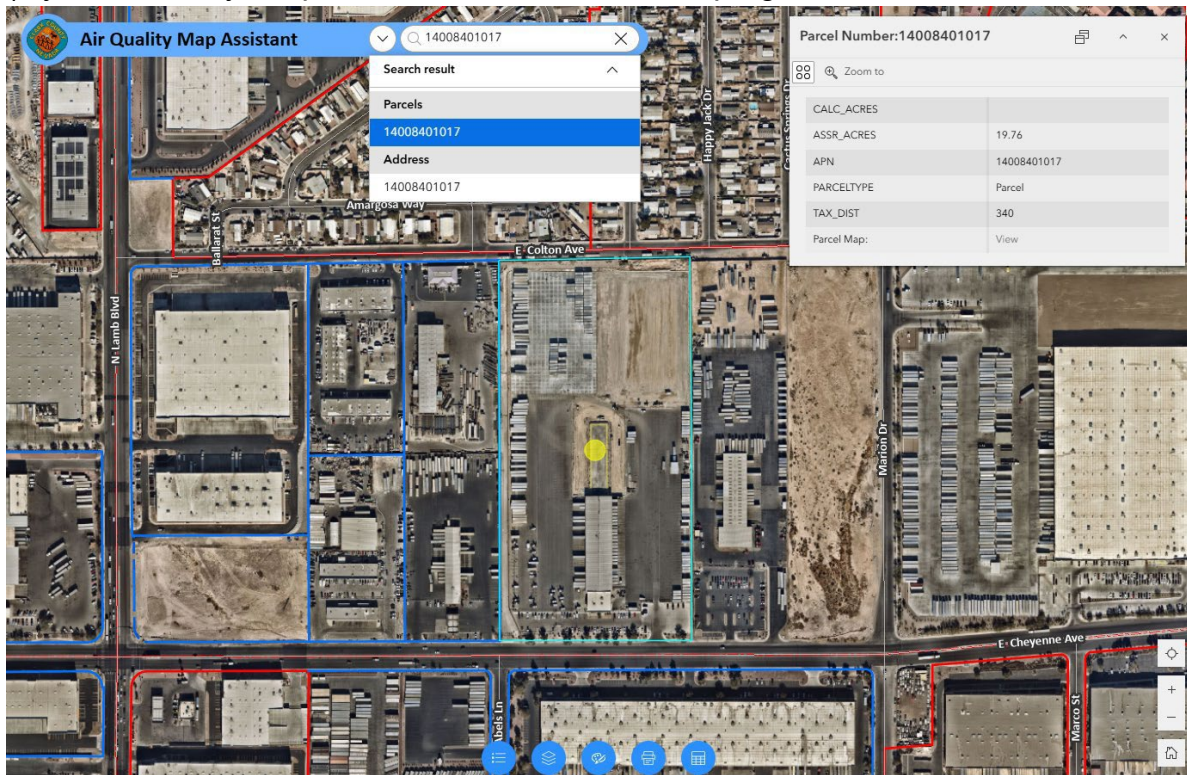 Air Quality Map Assistant
14008401017
Search result
Parcels
14008401017
Address
14008401017
Parcel Number:14008401017
Zoom to
CALC_ACRES
ASSR_ACRES 19.76
APN 14008401017
PARCELTYPE Parcel
TAX_DIST 340
Parcel Map: View
Happy Jack Dr
Cactus Springs Dr
Amargosa Way
Ballarat St
E Colton Ave
N Lamb Blvd
Marion Dr
E Cheyenne Ave
Abels Ln
Marco St